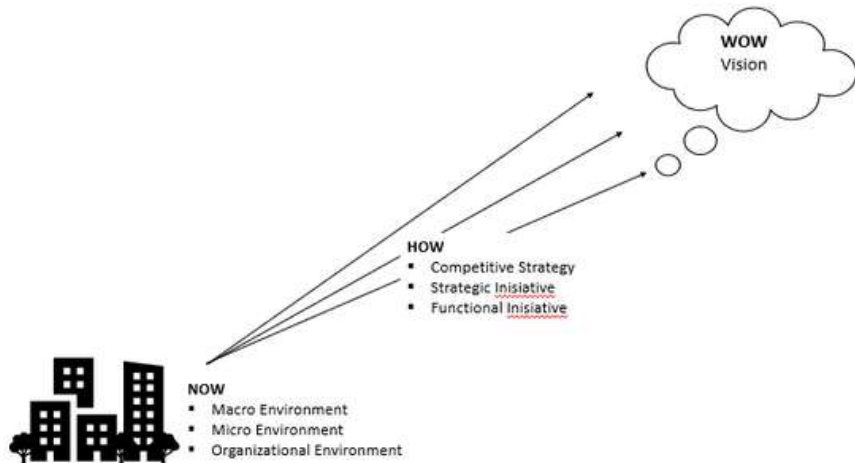 WOW
Vision
HOW
▪ Competitive Strategy
▪ Strategic Inisiative
▪ Functional Inisiative
NOW
▪ Macro Environment
▪ Micro Environment
▪ Organizational Environment